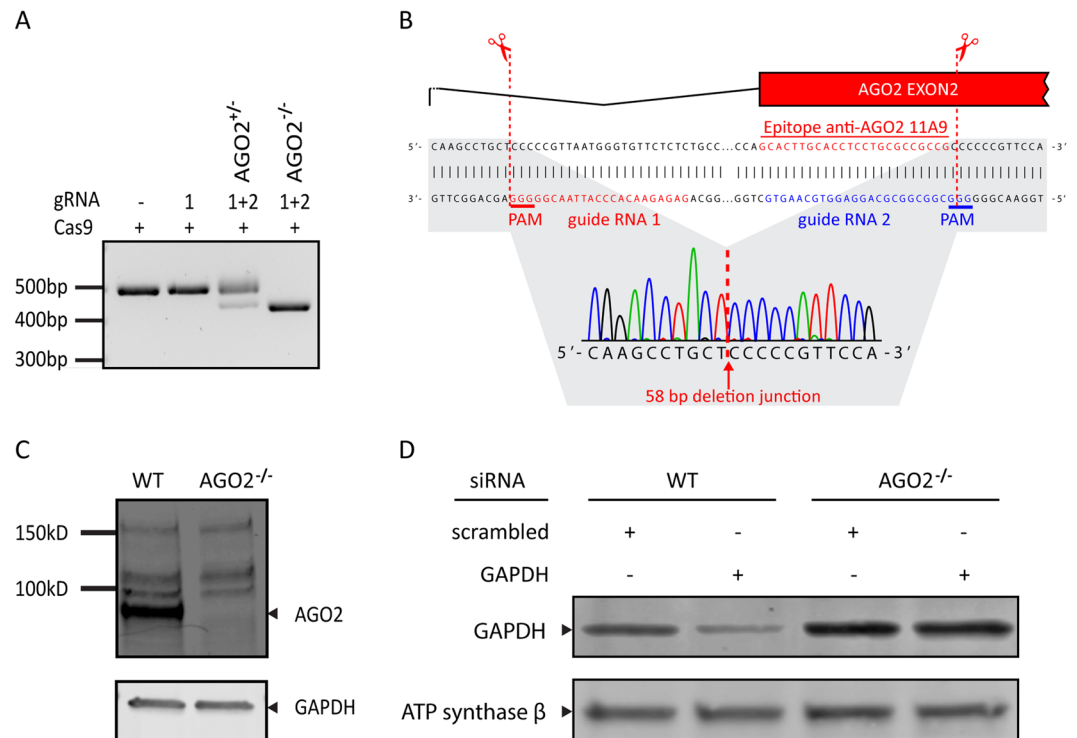 A
AGO2+/-
AGO2-/-
gRNA - 1 1+2 1+2
Cas9 + + + +
500bp
400bp
300bp
B
AGO2 EXON2
Epitope anti-AGO2 11A9
5'- CAAGCCTGCTCCCCCGTTAATGGGTGTTCTCTCTGCC ... CCAGCACTTGCACCTCCTGCGCCGCCGCCCCCCGTTCCA -3'
3'- GTTCGGACGAGGGGGCAATTACCCACAAGAGAGACGG ... GGTCGTGAACGTGGAGGACGCGGCGGCGGGGGGCAAGGT -5'
PAM guide RNA 1 guide RNA 2 PAM
5'-CAAGCCTGCTCCCCCGTTCCA-3'
58 bp deletion junction
C
WT AGO2-/-
150kD
100kD
AGO2
GAPDH
D
siRNA WT AGO2-/-
scrambled + - + -
GAPDH - + - +
GAPDH
ATP synthase β